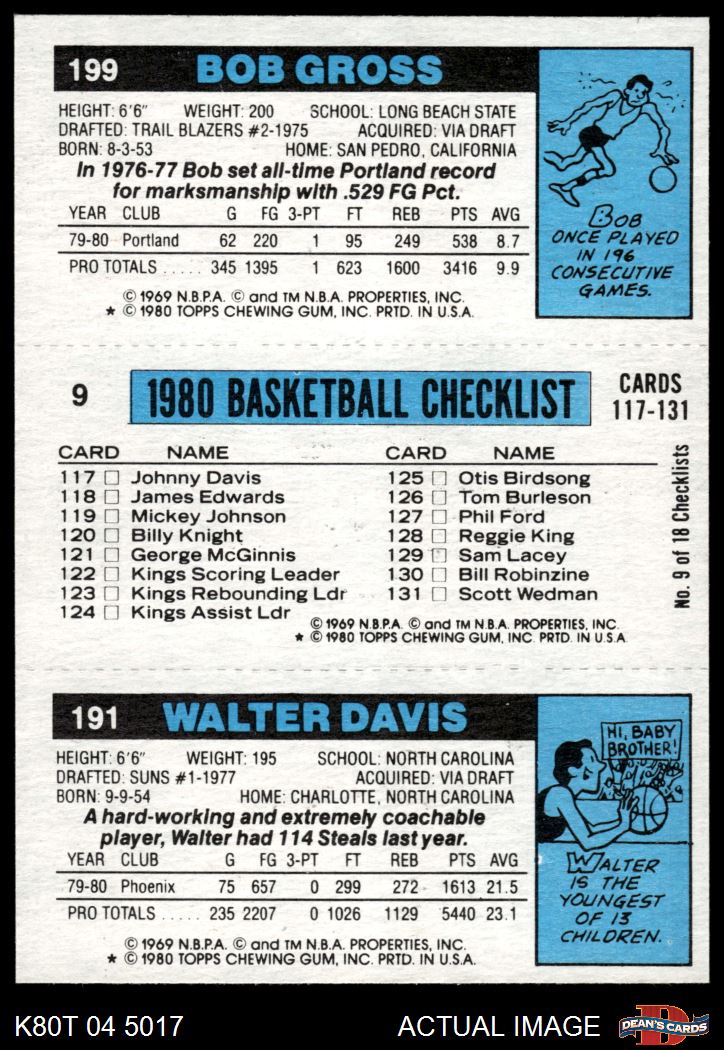 199 BOB GROSS
HEIGHT: 6'6" WEIGHT: 200 SCHOOL: LONG BEACH STATE
DRAFTED: TRAIL BLAZERS #2-1975 ACQUIRED: VIA DRAFT
BORN: 8-3-53 HOME: SAN PEDRO, CALIFORNIA
In 1976-77 Bob set all-time Portland record
for marksmanship with .529 FG Pct.
YEAR CLUB G FG 3-PT FT REB PTS AVG
79-80 Portland 62 220 1 95 249 538 8.7
PRO TOTALS ..... 345 1395 1 623 1600 3416 9.9
© 1969 N.B.P.A. © and TM N.B.A. PROPERTIES, INC.
★ © 1980 TOPPS CHEWING GUM, INC. PRTD. IN U.S.A.
BOB
ONCE PLAYED
IN 196
CONSECUTIVE
GAMES.
9 1980 BASKETBALL CHECKLIST
CARDS
117-131
CARD NAME
117 Johnny Davis
118 James Edwards
119 Mickey Johnson
120 Billy Knight
121 George McGinnis
122 Kings Scoring Leader
123 Kings Rebounding Ldr
124 Kings Assist Ldr
CARD NAME
125 Otis Birdsong
126 Tom Burleson
127 Phil Ford
128 Reggie King
129 Sam Lacey
130 Bill Robinzine
131 Scott Wedman
No. 9 of 18 Checklists
© 1969 N.B.P.A. © and TM N.B.A. PROPERTIES, INC.
★ © 1980 TOPPS CHEWING GUM, INC. PRTD. IN U.S.A.
191 WALTER DAVIS
HEIGHT: 6'6" WEIGHT: 195 SCHOOL: NORTH CAROLINA
DRAFTED: SUNS #1-1977 ACQUIRED: VIA DRAFT
BORN: 9-9-54 HOME: CHARLOTTE, NORTH CAROLINA
A hard-working and extremely coachable
player, Walter had 114 Steals last year.
YEAR CLUB G FG 3-PT FT REB PTS AVG
79-80 Phoenix 75 657 0 299 272 1613 21.5
PRO TOTALS ..... 235 2207 0 1026 1129 5440 23.1
© 1969 N.B.P.A. © and TM N.B.A. PROPERTIES, INC.
★ © 1980 TOPPS CHEWING GUM, INC. PRTD. IN U.S.A.
HI, BABY
BROTHER!
WALTER
IS THE
YOUNGEST
OF 13
CHILDREN.
K80T 04 5017 ACTUAL IMAGE
D
DEAN'S CARDS